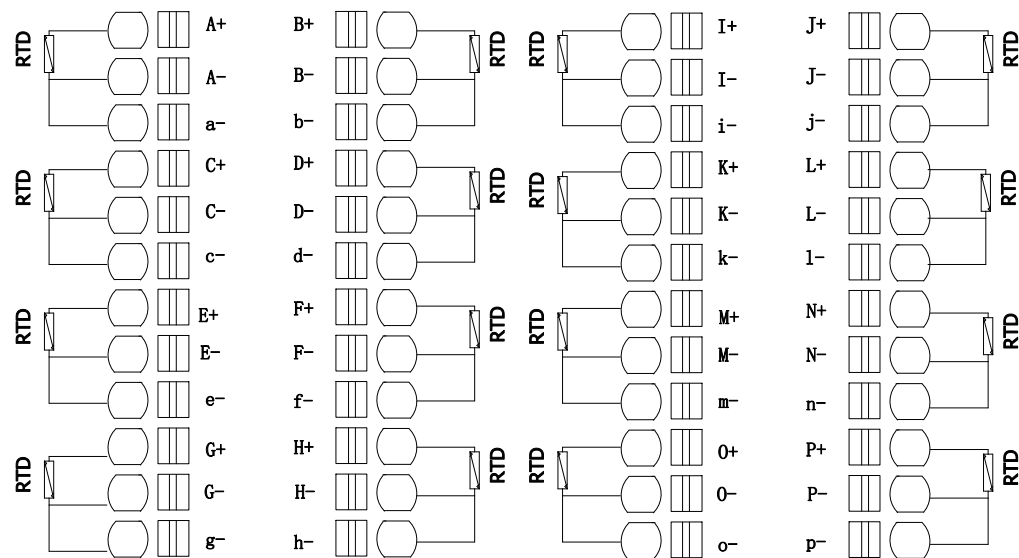 RTD A+ B+ RTD RTD I+ J+ RTD
A- B- I- J-
a- b- i- j-
RTD C+ D+ RTD RTD K+ L+ RTD
C- D- K- L-
c- d- k- l-
RTD E+ F+ RTD RTD M+ N+ RTD
E- F- M- N-
e- f- m- n-
RTD G+ H+ RTD RTD O+ P+ RTD
G- H- O- P-
g- h- o- p-